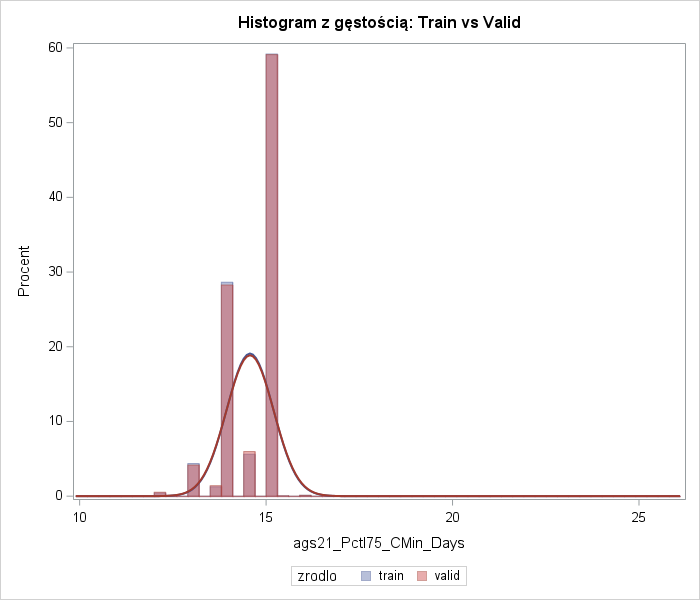 Histogram z gęstością: Train vs Valid
60
50
40
30
20
10
0
Procent
10
15
20
25
ags21_Pctl75_CMin_Days
zrodlo train valid